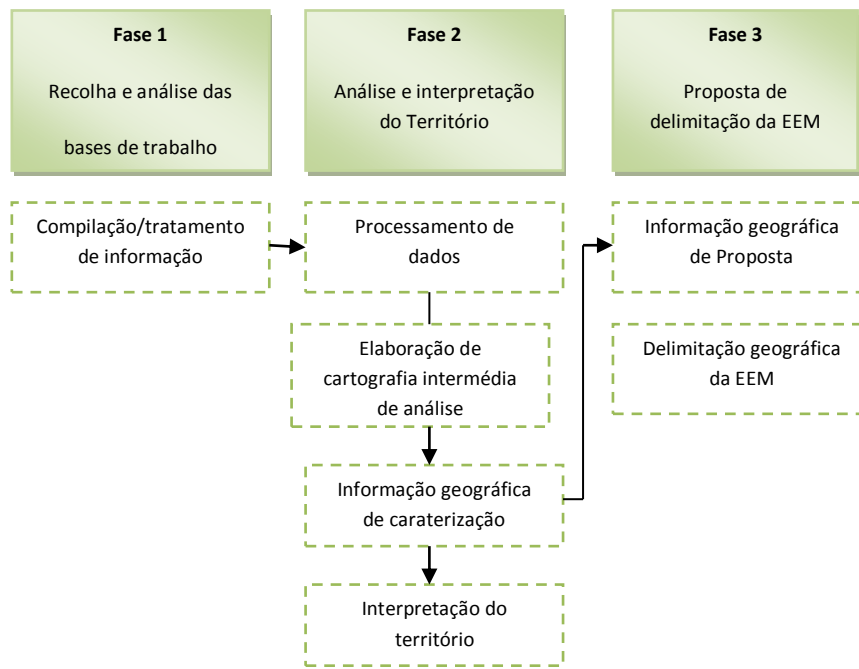 Fase 1
Recolha e análise das
bases de trabalho
Fase 2
Análise e interpretação
do Território
Fase 3
Proposta de
delimitação da EEM
Compilação/tratamento
de informação
Processamento de
dados
Elaboração de
cartografia intermédia
de análise
Informação geográfica
de caraterização
Interpretação do
território
Informação geográfica
de Proposta
Delimitação geográfica
da EEM